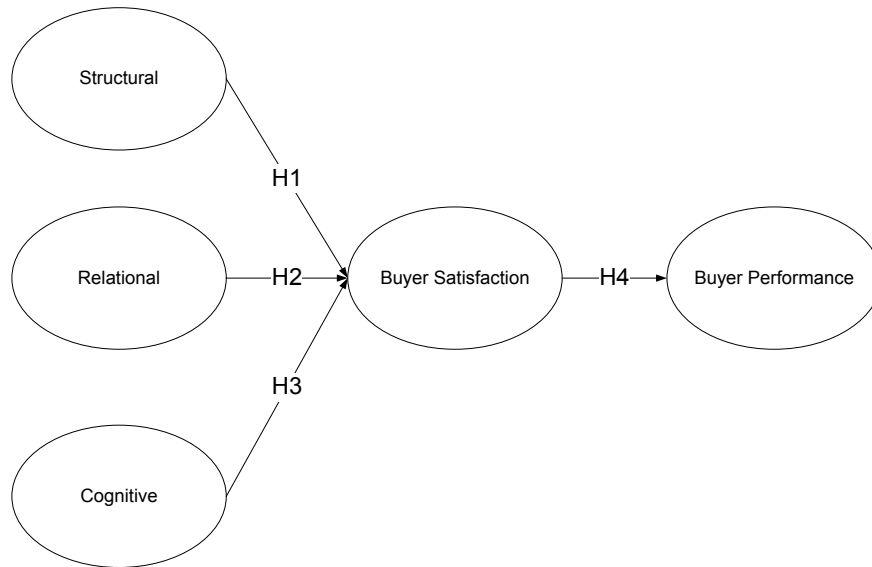 Structural
H1
Relational
H2
Buyer Satisfaction
H4
Buyer Performance
H3
Cognitive